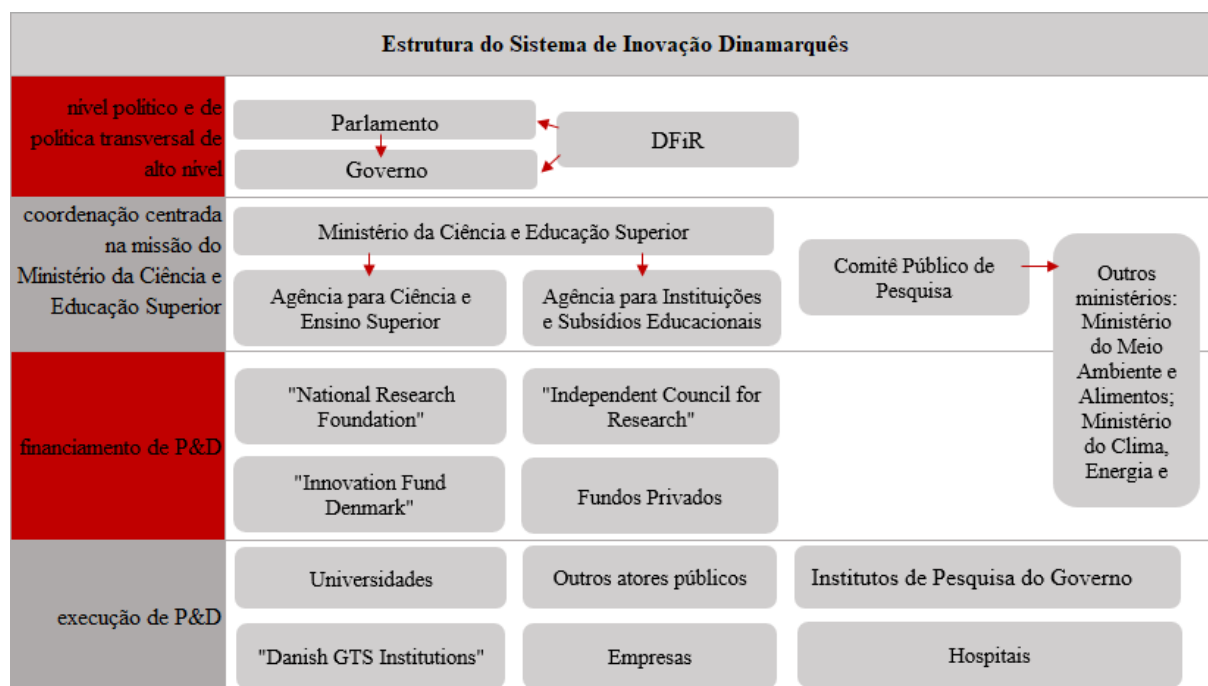 Estrutura do Sistema de Inovação Dinamarquês
nível político e de
política transversal de
alto nível
Parlamento
DFiR
Governo
coordenação centrada
na missão do
Ministério da Ciência e
Educação Superior
Ministério da Ciência e Educação Superior
Agência para Ciência e
Ensino Superior
Agência para Instituições
e Subsídios Educacionais
Comitê Público de
Pesquisa
Outros
ministérios:
Ministério
do Meio
Ambiente e
Alimentos;
Ministério
do Clima,
Energia e
financiamento de P&D
"National Research
Foundation"
"Independent Council for
Research"
"Innovation Fund
Denmark"
Fundos Privados
execução de P&D
Universidades
Outros atores públicos
Institutos de Pesquisa do Governo
"Danish GTS Institutions"
Empresas
Hospitais